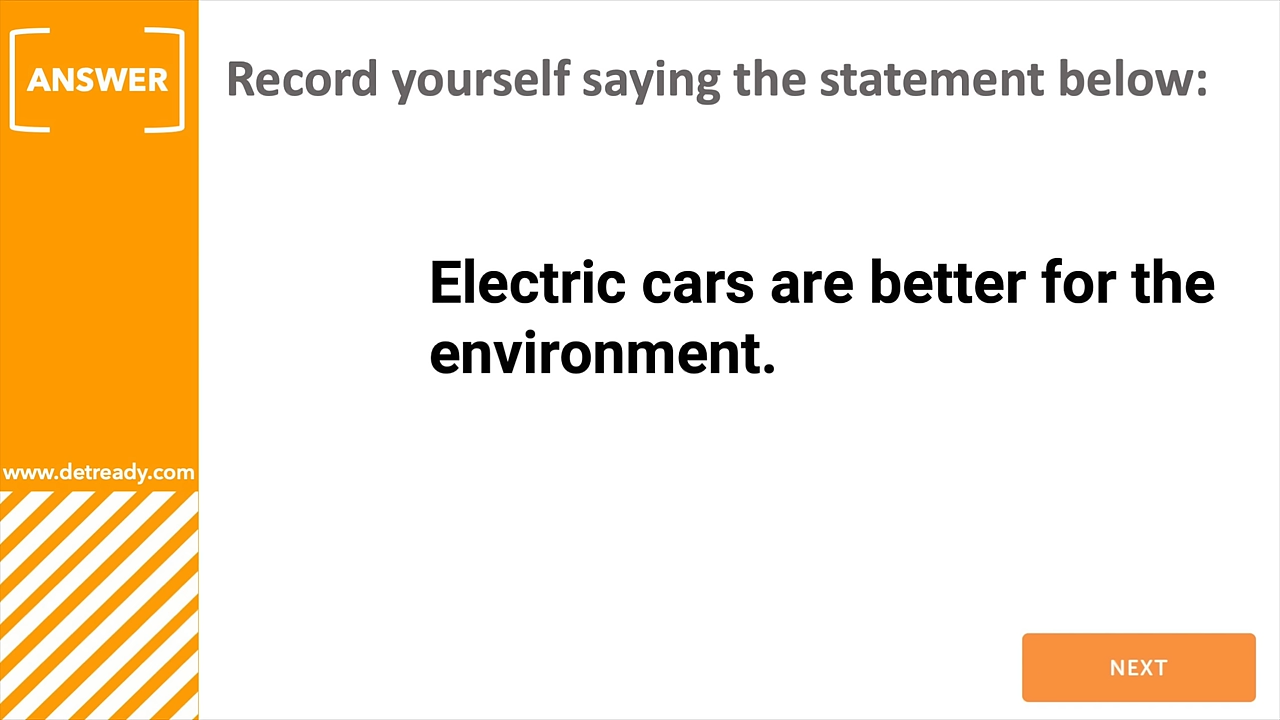 ANSWER
Record yourself saying the statement below:
Electric cars are better for the
environment.
www.detready.com
NEXT